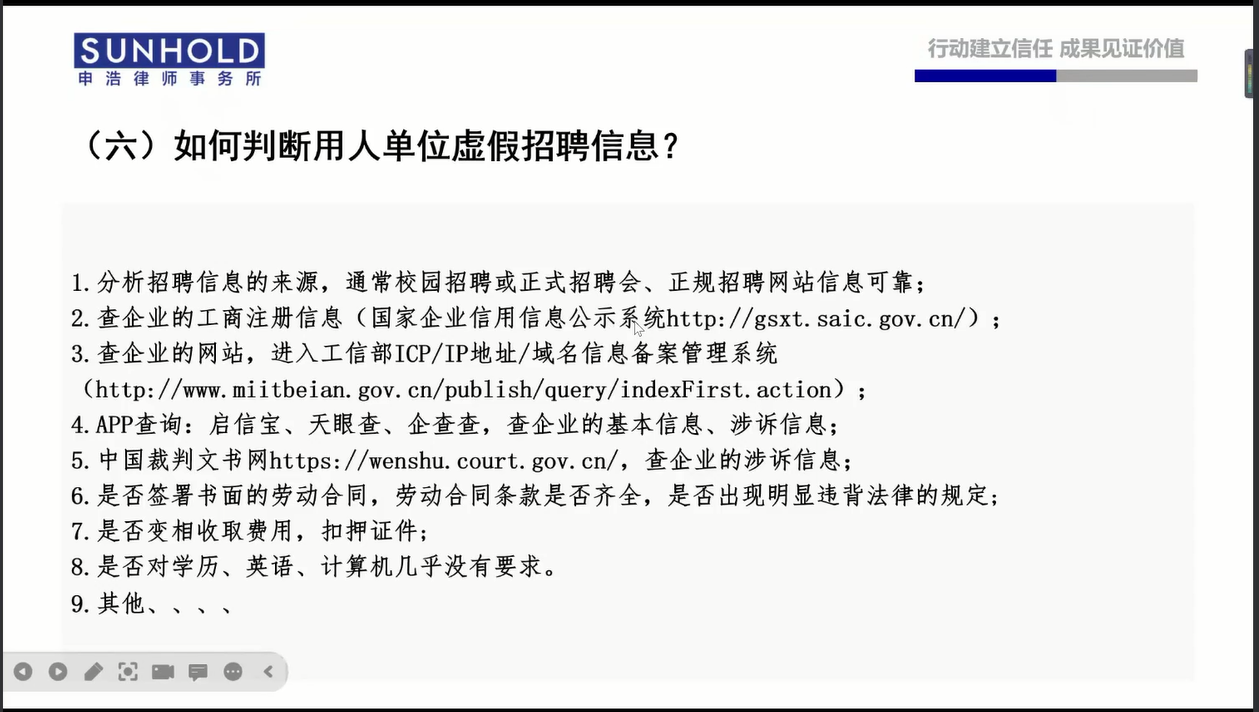 SUNHOLD
申浩律师事务所
行动建立信任 成果见证价值
（六）如何判断用人单位虚假招聘信息？
1.分析招聘信息的来源，通常校园招聘或正式招聘会、正规招聘网站信息可靠；
2.查企业的工商注册信息（国家企业信用信息公示系统http://gsxt.saic.gov.cn/）；
3.查企业的网站，进入工信部ICP/IP地址/域名信息备案管理系统
（http://www.miitbeian.gov.cn/publish/query/indexFirst.action）；
4.APP查询：启信宝、天眼查、企查查，查企业的基本信息、涉诉信息；
5.中国裁判文书网https://wenshu.court.gov.cn/，查企业的涉诉信息；
6.是否签署书面的劳动合同，劳动合同条款是否齐全，是否出现明显违背法律的规定；
7.是否变相收取费用，扣押证件；
8.是否对学历、英语、计算机几乎没有要求。
9.其他、、、、